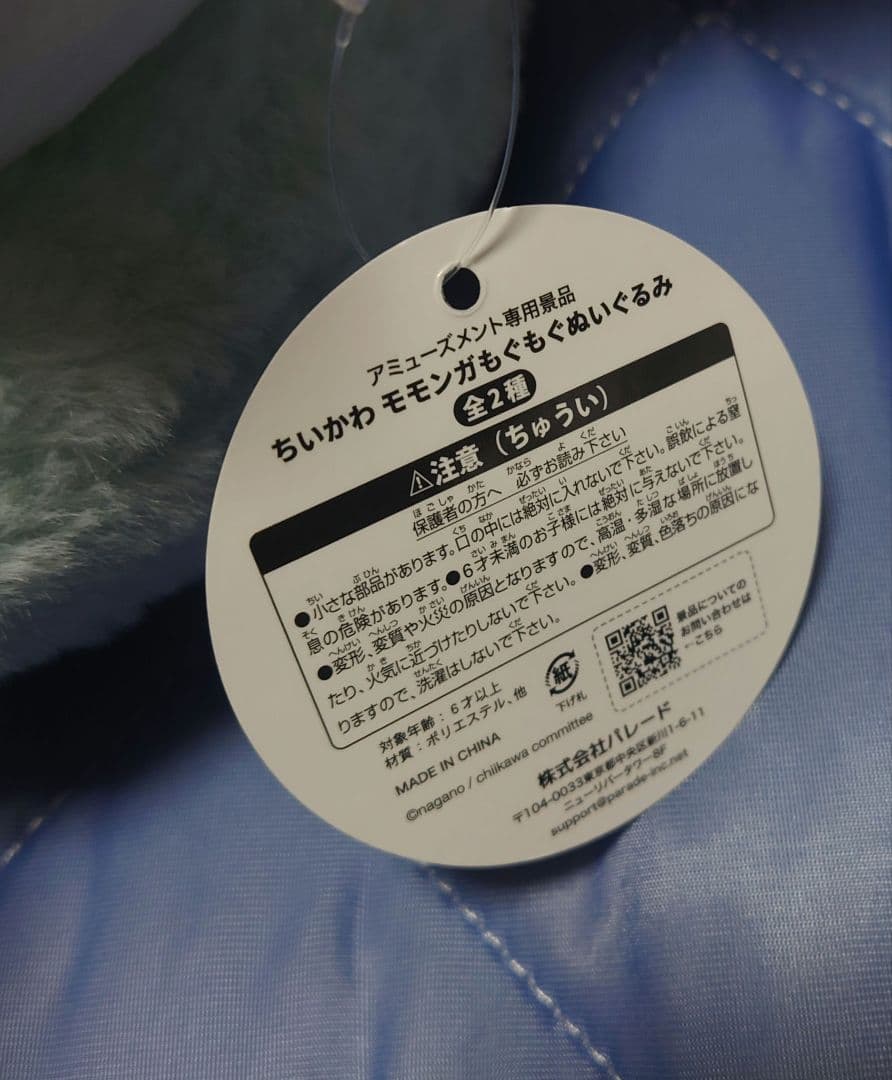 アミューズメント専用景品
ちいかわ モモンガもぐもぐぬいぐるみ
全2種
⚠注意（ちゅうい）
保護者の方へ 必ずお読み下さい
●小さな部品があります。口の中には絶対に入れないで下さい。誤飲による窒
息の危険があります。●6才未満のお子様には絶対に与えないで下さい。
●変形、変質や火災の原因となりますので、高温・多湿な場所に放置し
たり、火気に近づけたりしないで下さい。●変形、変質、色落ちの原因にな
りますので、洗濯はしないで下さい。
対象年齢：6才以上
材質：ポリエステル、他
MADE IN CHINA
©nagano / chiikawa committee
紙
下げ札
景品についての
お問い合わせは
←こちら
株式会社パレード
〒104-0033東京都中央区新川1-6-11
ニューリバータワー8F
support@parade-inc.net